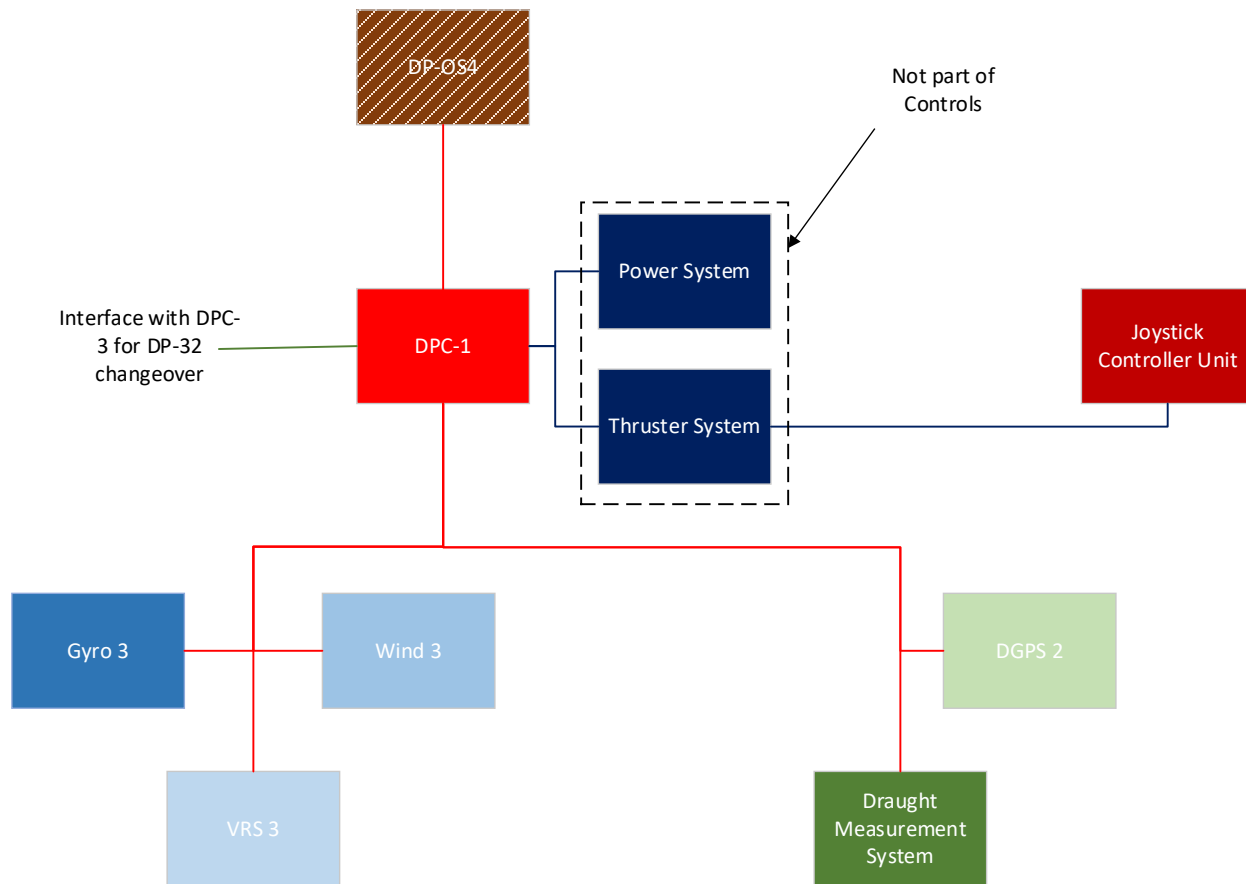 DP-OS4
Not part of
Controls
Power System
Interface with DPC-
3 for DP-32
changeover
DPC-1
Joystick
Controller Unit
Thruster System
Gyro 3
Wind 3
DGPS 2
VRS 3
Draught
Measurement
System